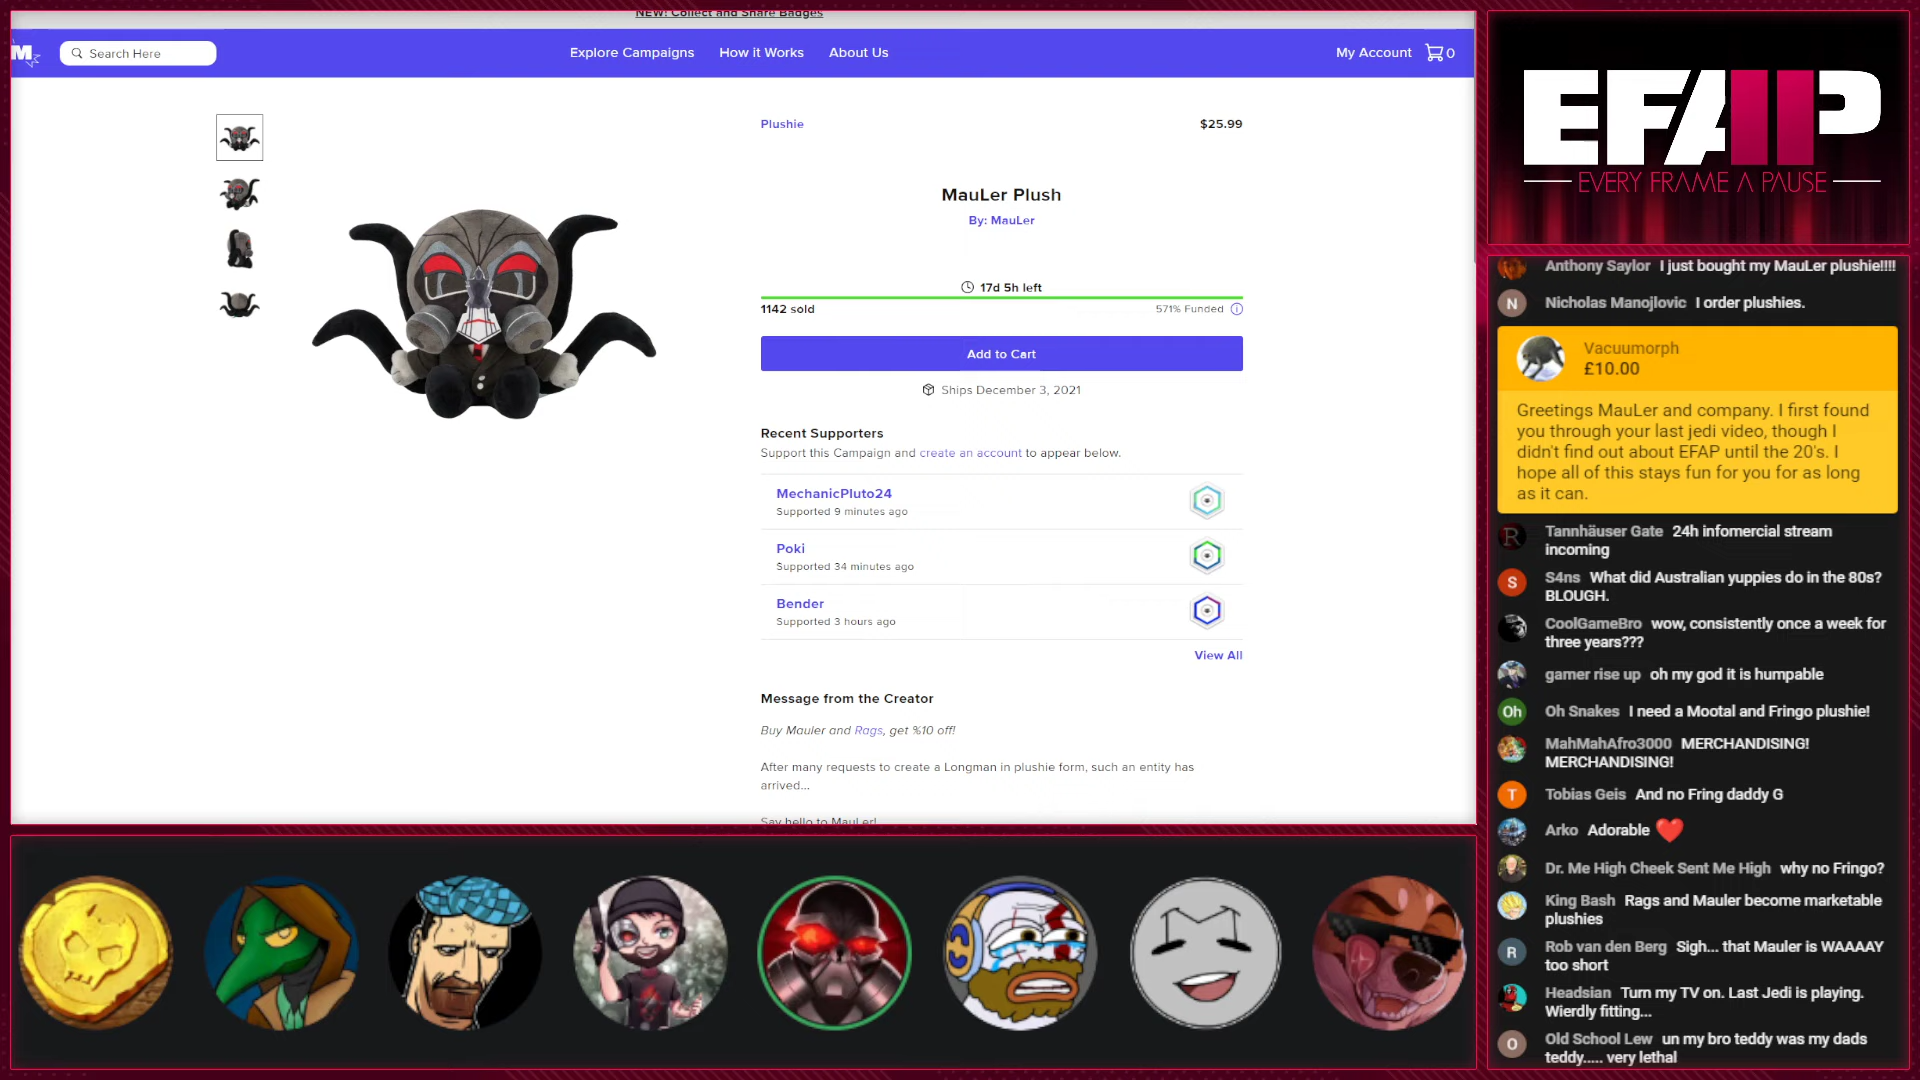 NEW! Collect and Share Badges
M
Search Here
Explore Campaigns
How it Works
About Us
My Account
0
Plushie
$25.99
MauLer Plush
By: MauLer
17d 5h left
1142 sold
571% Funded
Add to Cart
Ships December 3, 2021
Recent Supporters
Support this Campaign and create an account to appear below.
MechanicPluto24
Supported 9 minutes ago
Poki
Supported 34 minutes ago
Bender
Supported 3 hours ago
View All
Message from the Creator
Buy Mauler and Rags, get %10 off!
After many requests to create a Longman in plushie form, such an entity has
arrived...
Say hello to MauLer!
EFAP
EVERY FRAME A PAUSE
Anthony Saylor I just bought my MauLer plushie!!!!
N
Nicholas Manojlovic I order plushies.
Vacuumorph
£10.00
Greetings MauLer and company. I first found
you through your last jedi video, though I
didn't find out about EFAP until the 20's. I
hope all of this stays fun for you for as long
as it can.
R
Tannhäuser Gate 24h infomercial stream
incoming
S
S4ns What did Australian yuppies do in the 80s?
BLOUGH.
CoolGameBro wow, consistently once a week for
three years???
gamer rise up oh my god it is humpable
Oh
Oh Snakes I need a Mootal and Fringo plushie!
MahMahAfro3000 MERCHANDISING!
MERCHANDISING!
T
Tobias Geis And no Fring daddy G
Arko Adorable ❤️
Dr. Me High Cheek Sent Me High why no Fringo?
King Bash Rags and Mauler become marketable
plushies
R
Rob van den Berg Sigh... that Mauler is WAAAAY
too short
Headsian Turn my TV on. Last Jedi is playing.
Wierdly fitting...
O
Old School Lew un my bro teddy was my dads
teddy..... very lethal